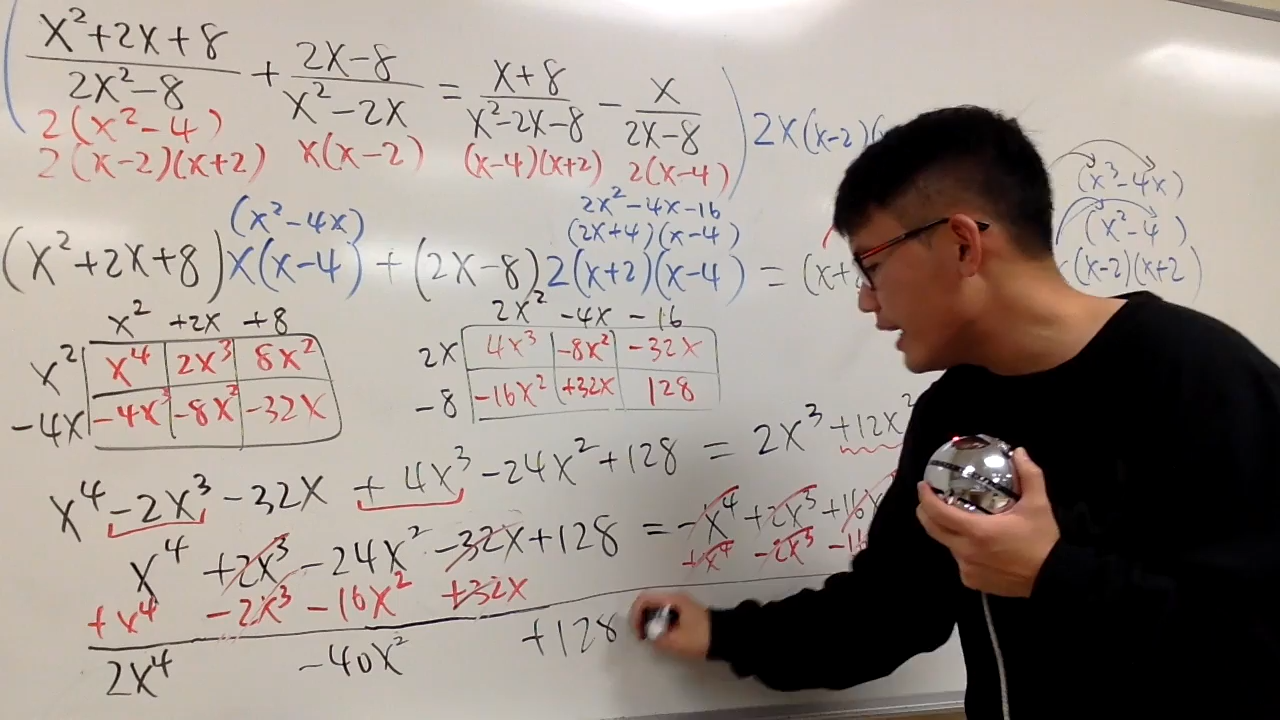 (x²+2x+8)/(2x²-8) + (2x-8)/(x²-2x) = (x+8)/(x²-2x-8) - x/(2x-8) ) 2x(x-2)(
2(x²-4)
2(x-2)(x+2) x(x-2) (x-4)(x+2) 2(x-4)
(x³-4x)
(x²-4)
(x-2)(x+2)
(x²-4x) 2x²-4x-16
(2x+4)(x-4)
(x²+2x+8)x(x-4) + (2x-8)2(x+2)(x-4) = (x+
x² +2x +8
x² x⁴ 2x³ 8x²
-4x -4x³ -8x² -32x
2x² -4x -16
2x 4x³ -8x² -32x
-8 -16x² +32x 128
x⁴-2x³-32x+4x³-24x²+128 = 2x³+12x²
x⁴+2x³-24x²-32x+128 = -x⁴+2x³+16x
+x⁴ -2x³ -16x² +32x +x⁴ -2x³ -16
2x⁴ -40x² +128